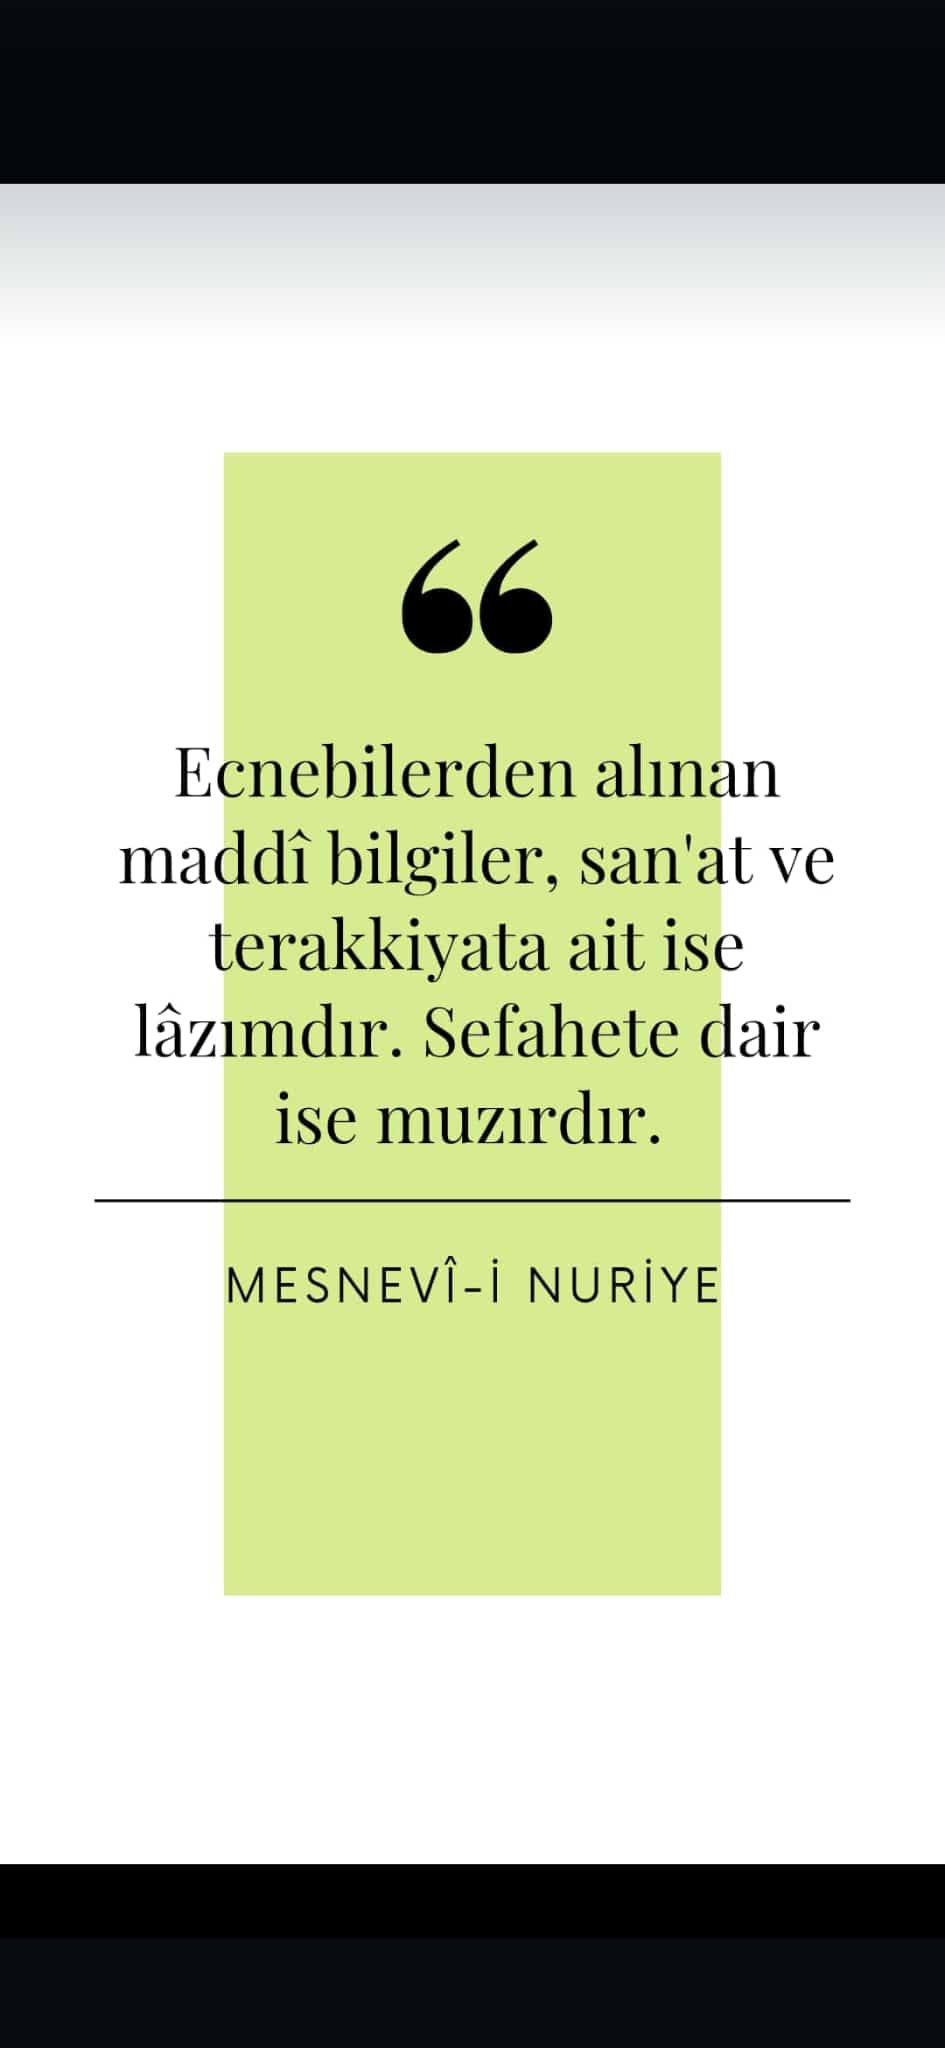 “
Ecnebilerden alınan
maddî bilgiler, san'at ve
terakkiyata ait ise
lâzımdır. Sefahete dair
ise muzırdır.
MESNEVÎ-İ NURİYE